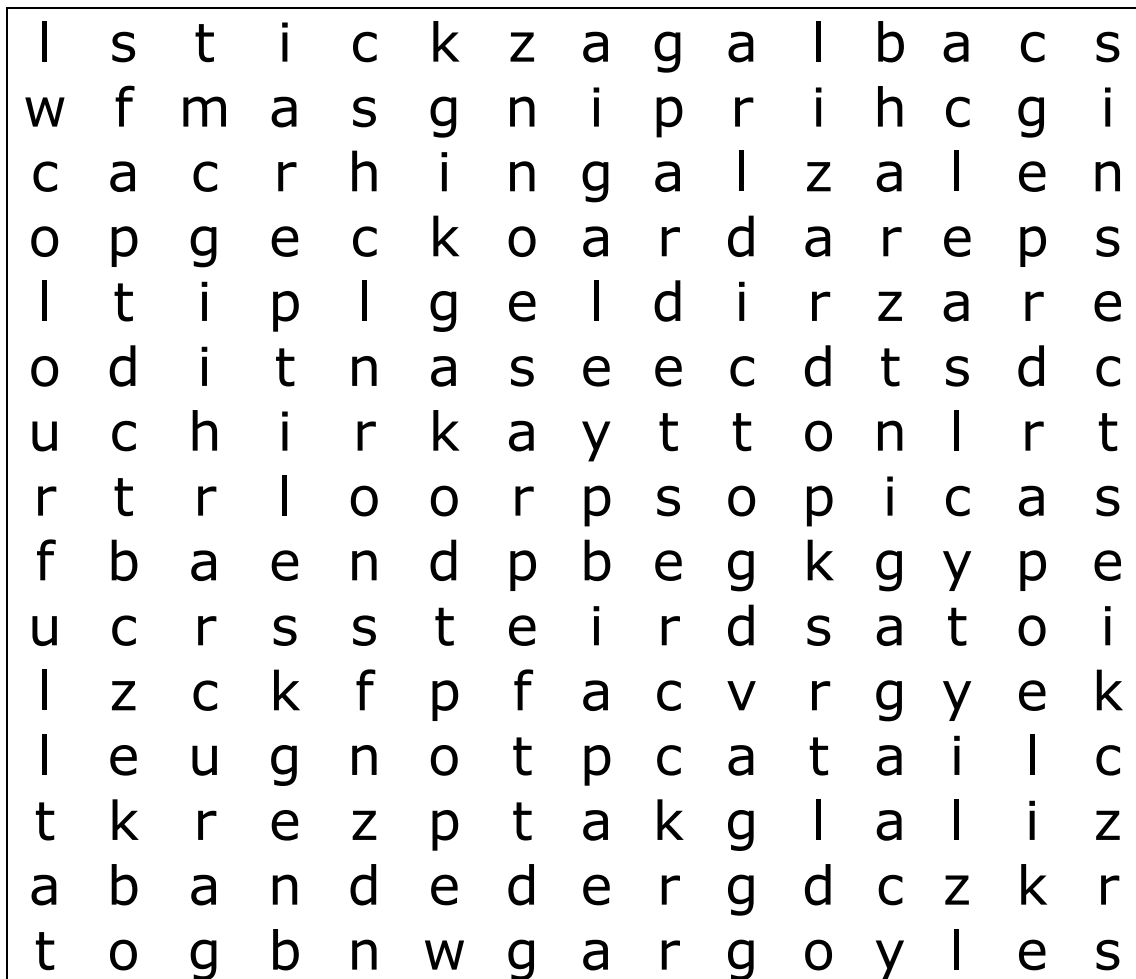 l s t i c k z a g a l b a c s
w f m a s g n i p r i h c g i
c a c r h i n g a l z a l e n
o p g e c k o a r d a r e p s
l t i p l g e l d i r z a r e
o d i t n a s e e c d t s d c
u c h i r k a y t t o n l r t
r t r l o o r p s o p i c a s
f b a e n d p b e g k g y p e
u c r s s t e i r d s a t o i
l z c k f p f a c v r g y e k
l e u g n o t p c a t a i l c
t k r e z p t a k g l a l i z
a b a n d e d e r g d c z k r
t o g b n w g a r g o y l e s